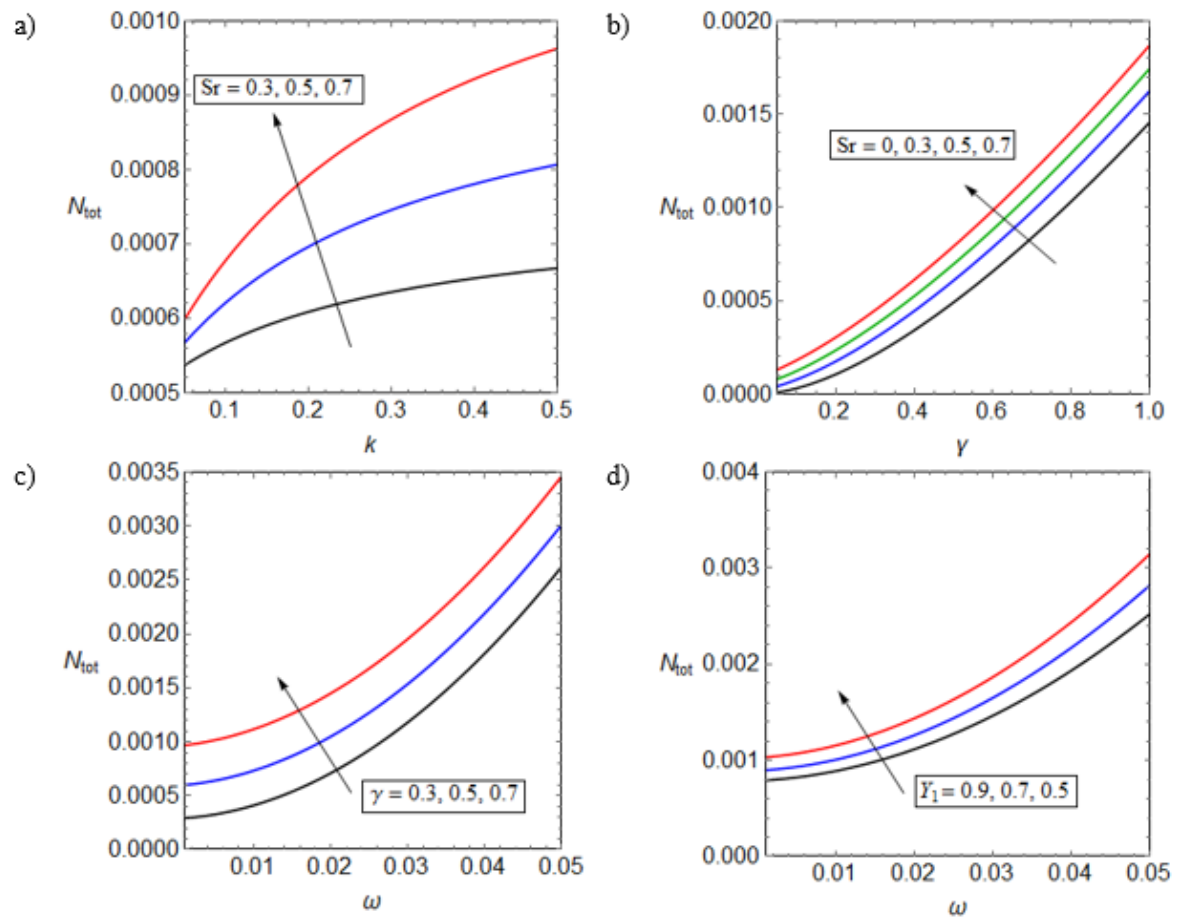 a)
0.0010
0.0009
0.0008
0.0007
0.0006
0.0005
N_tot
Sr = 0.3, 0.5, 0.7
0.1 0.2 0.3 0.4 0.5
k
b)
0.0020
0.0015
0.0010
0.0005
0.0000
N_tot
Sr = 0, 0.3, 0.5, 0.7
0.2 0.4 0.6 0.8 1.0
γ
c)
0.0035
0.0030
0.0025
0.0020
0.0015
0.0010
0.0005
0.0000
N_tot
γ = 0.3, 0.5, 0.7
0.01 0.02 0.03 0.04 0.05
ω
d)
0.004
0.003
0.002
0.001
0.000
N_tot
Y_1 = 0.9, 0.7, 0.5
0.01 0.02 0.03 0.04 0.05
ω